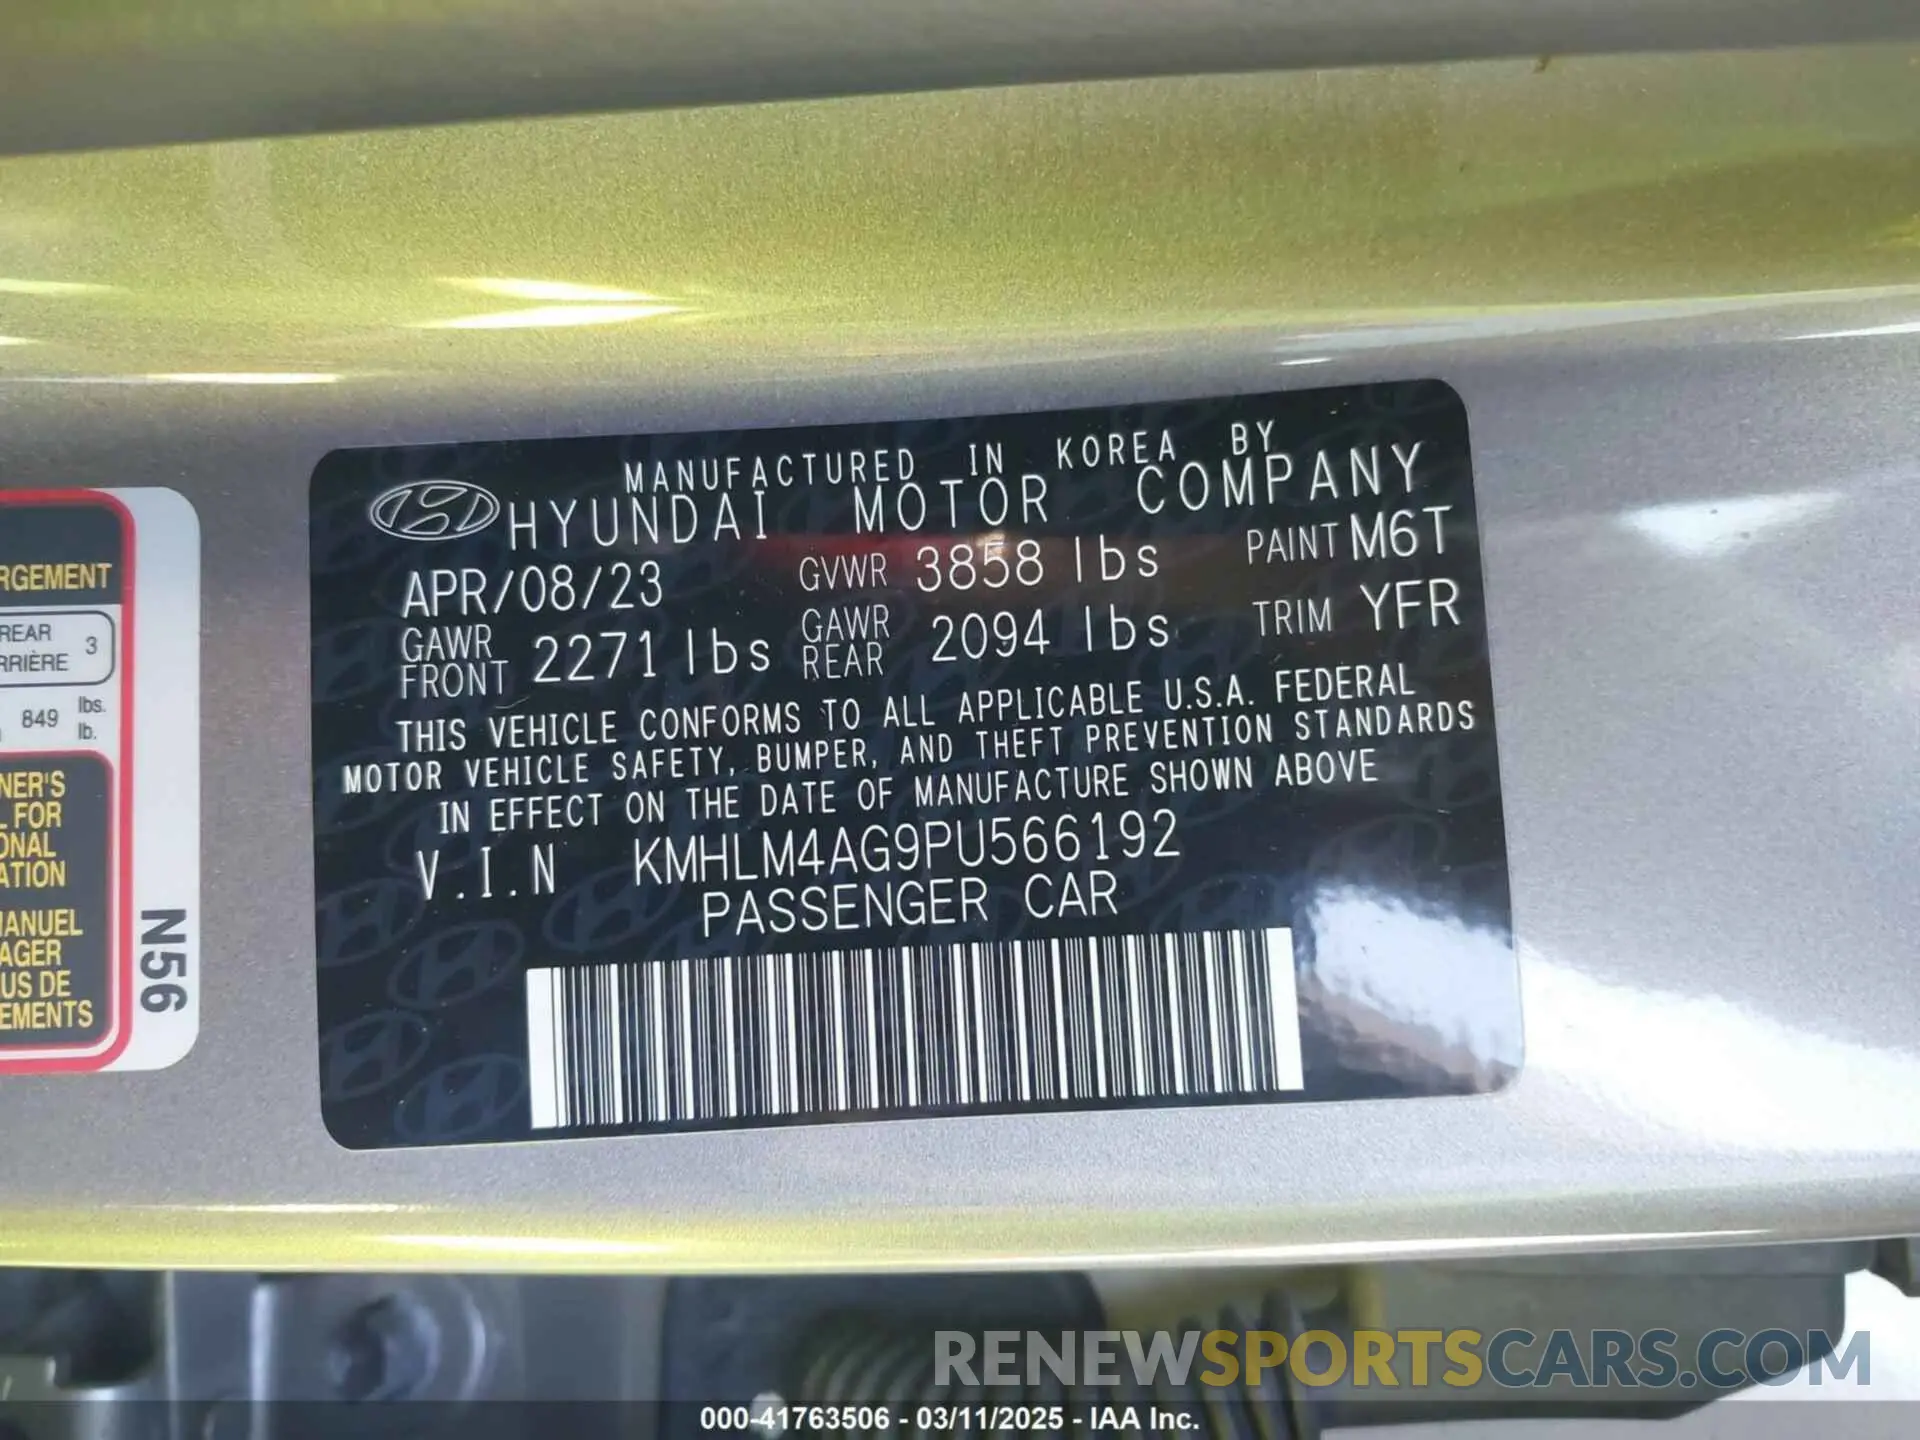 RGEMENT
REAR 3
RRIÈRE
849 lbs.
lb.
NER'S
L FOR
ONAL
ATION
MANUEL
AGER
US DE
EMENTS
N56
MANUFACTURED IN KOREA BY
HYUNDAI MOTOR COMPANY
APR/08/23 GVWR 3858 lbs PAINT M6T
GAWR FRONT 2271 lbs GAWR REAR 2094 lbs TRIM YFR
THIS VEHICLE CONFORMS TO ALL APPLICABLE U.S.A. FEDERAL
MOTOR VEHICLE SAFETY, BUMPER, AND THEFT PREVENTION STANDARDS
IN EFFECT ON THE DATE OF MANUFACTURE SHOWN ABOVE
V.I.N KMHLM4AG9PU566192
PASSENGER CAR
RENEWSPORTSCARS.COM
000-41763506 - 03/11/2025 - IAA Inc.